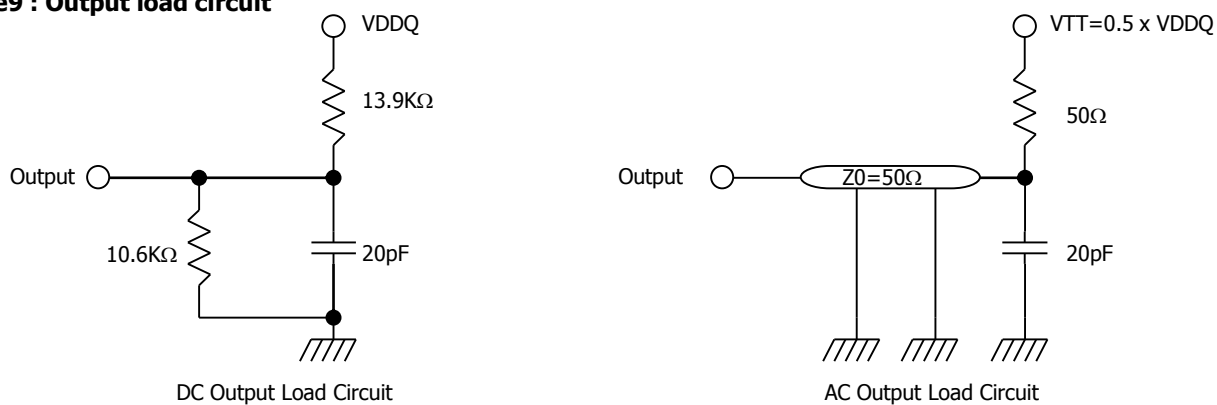 e9 : Output load circuit
VDDQ
13.9KΩ
Output
10.6KΩ
20pF
DC Output Load Circuit
VTT=0.5 x VDDQ
50Ω
Output
Z0=50Ω
20pF
AC Output Load Circuit